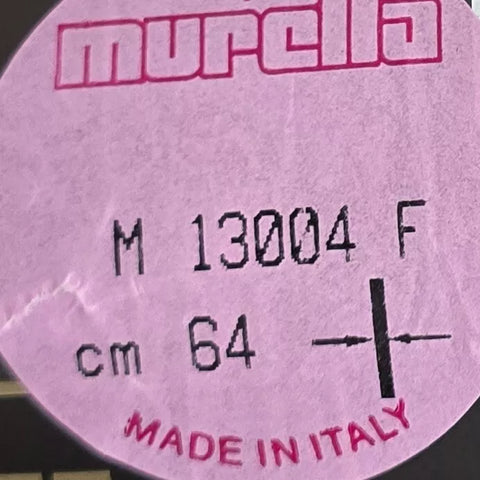 murella
M 13004 F
cm 64
MADE IN ITALY